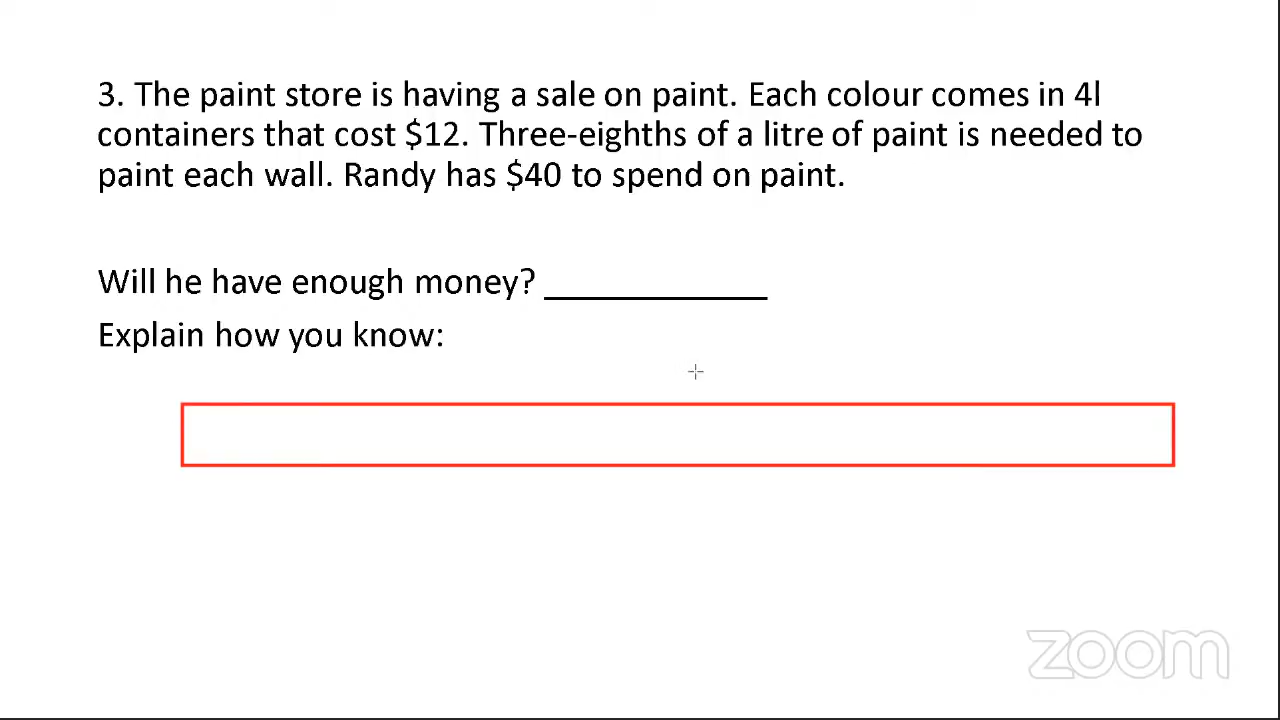 3. The paint store is having a sale on paint. Each colour comes in 4l
containers that cost $12. Three-eighths of a litre of paint is needed to
paint each wall. Randy has $40 to spend on paint.
Will he have enough money? ____________
Explain how you know:
zoom